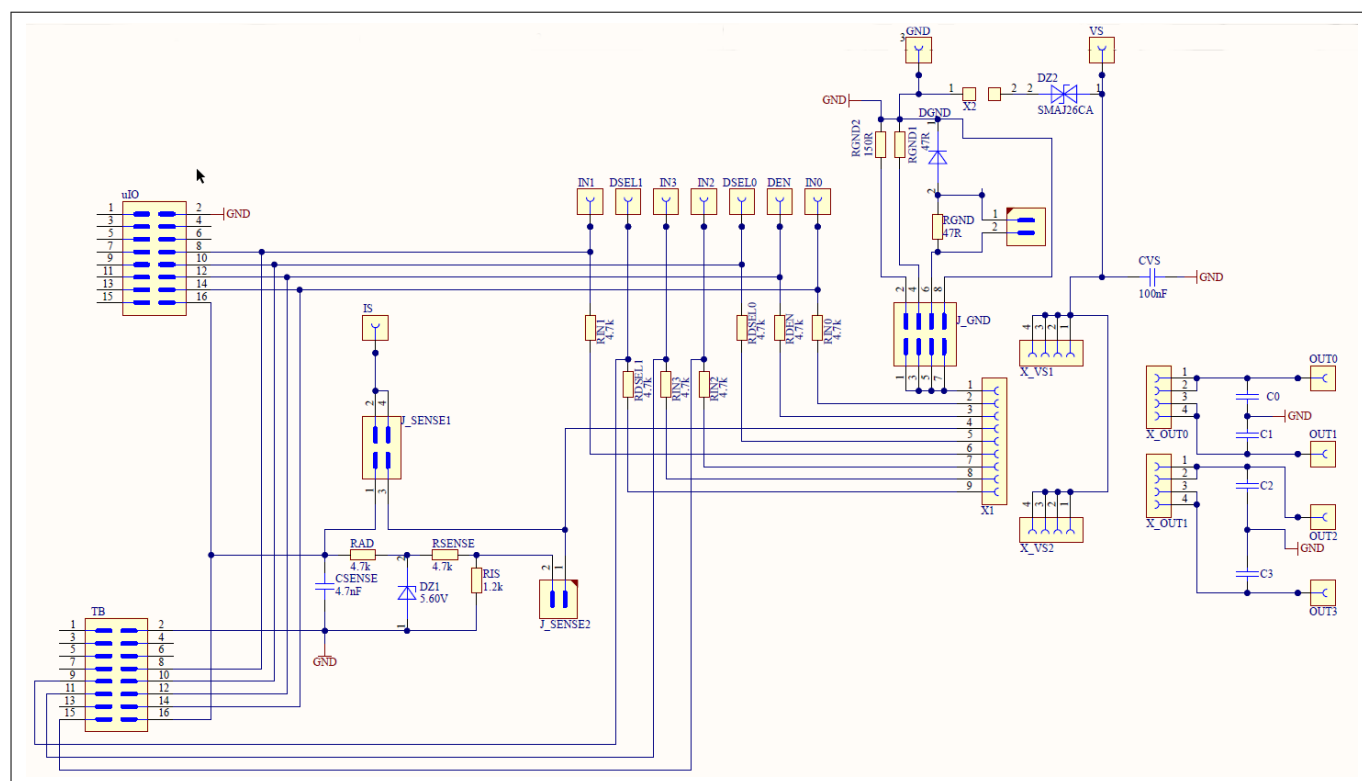 GND
3
VS
1
X2
2
2
DZ2
1
SMAJ26CA
GND
DGND
1
RGND2
150R
RGND1
47R
2
uIO
1
2
GND
3
4
5
6
7
8
9
10
11
12
13
14
15
16
IN1
DSEL1
IN3
IN2
DSEL0
DEN
IN0
RGND
47R
1
2
CVS
100nF
GND
2
4
6
8
J_GND
1
3
5
7
IS
RIN1
4.7k
RDSEL0
4.7k
RDEN
4.7k
RIN0
4.7k
RDSEL1
4.7k
RIN3
4.7k
RIN2
4.7k
4
3
2
1
X_VS1
1
2
3
4
5
6
7
8
9
X1
4
3
2
1
X_VS2
1
2
3
4
X_OUT0
C0
GND
C1
OUT0
OUT1
1
2
3
4
X_OUT1
C2
GND
C3
OUT2
OUT3
2
4
J_SENSE1
1
3
RAD
4.7k
2
RSENSE
4.7k
CSENSE
4.7nF
DZ1
5.60V
1
RIS
1.2k
2
1
J_SENSE2
GND
TB
1
2
3
4
5
6
7
8
9
10
11
12
13
14
15
16